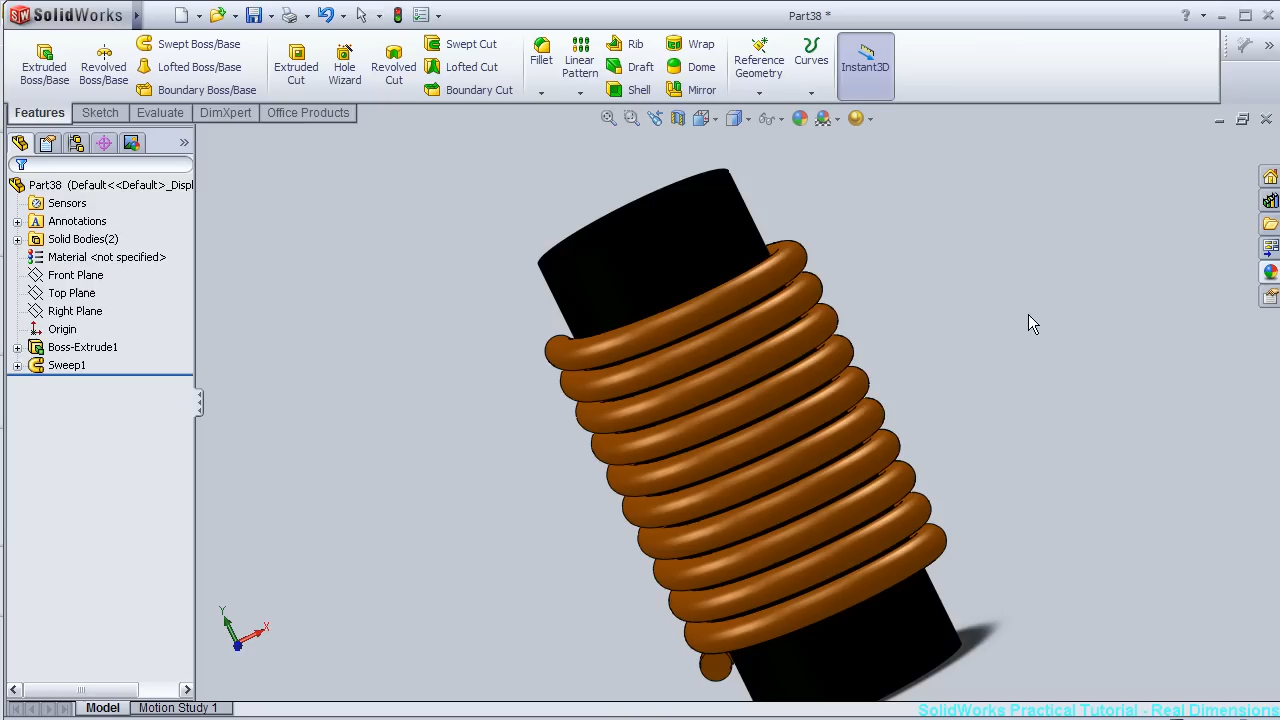 SW SolidWorks
Part38 *
?
Extruded Boss/Base
Revolved Boss/Base
Swept Boss/Base
Lofted Boss/Base
Boundary Boss/Base
Extruded Cut
Hole Wizard
Revolved Cut
Swept Cut
Lofted Cut
Boundary Cut
Fillet
Linear Pattern
Rib
Draft
Shell
Wrap
Dome
Mirror
Reference Geometry
Curves
Instant3D
Features
Sketch
Evaluate
DimXpert
Office Products
Part38 (Default<<Default>_Displ
Sensors
A Annotations
Solid Bodies(2)
Material <not specified>
Front Plane
Top Plane
Right Plane
Origin
Boss-Extrude1
Sweep1
Y
X
Model
Motion Study 1
SolidWorks Practical Tutorial - Real Dimensions